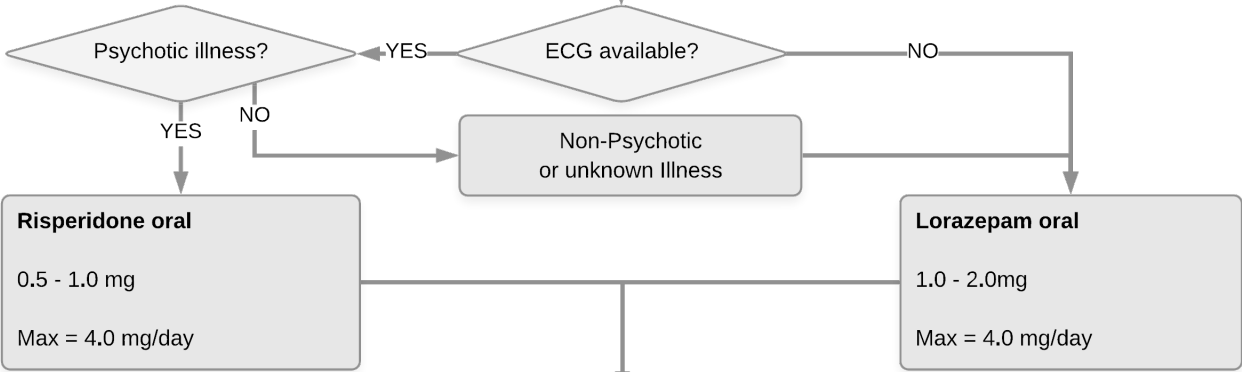 Psychotic illness?
YES
ECG available?
NO
NO
YES
Non-Psychotic
or unknown Illness
Risperidone oral
0.5 - 1.0 mg
Max = 4.0 mg/day
Lorazepam oral
1.0 - 2.0mg
Max = 4.0 mg/day